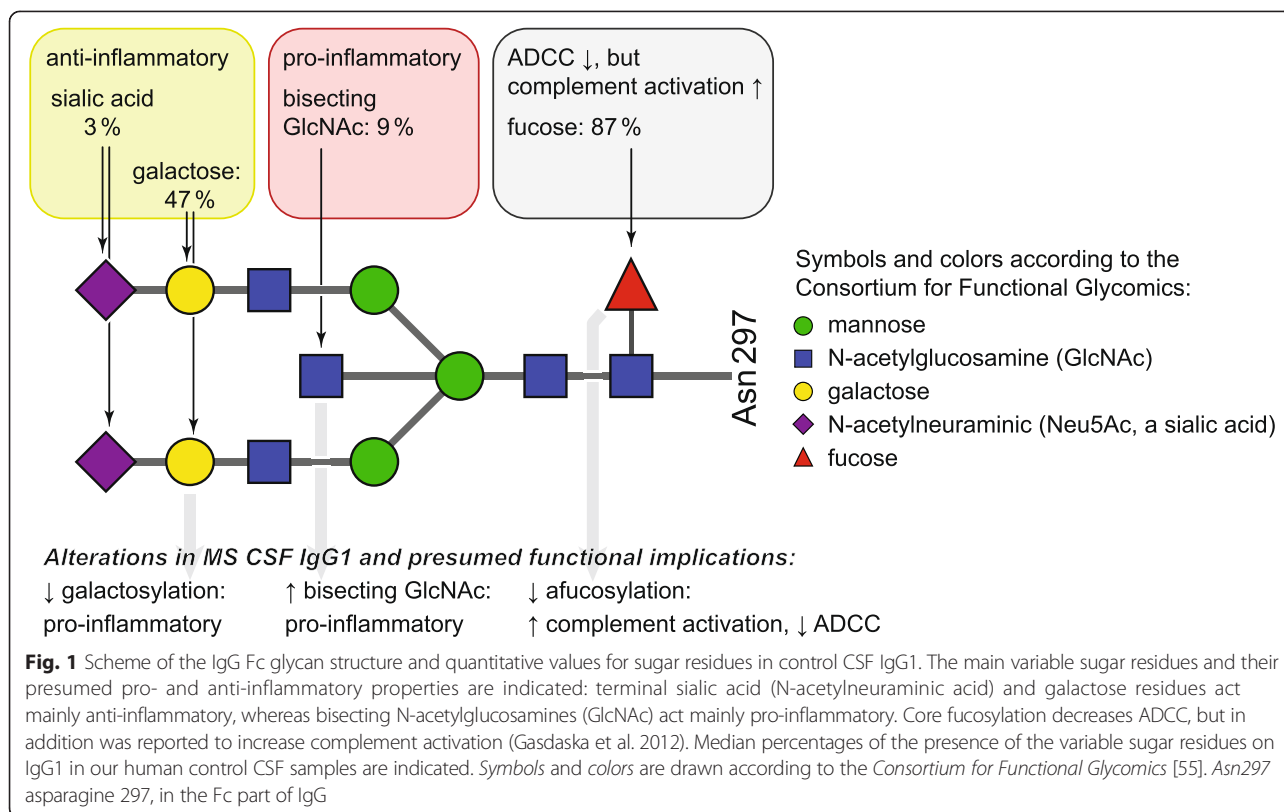 anti-inflammatory
sialic acid
3 %
galactose:
47 %
pro-inflammatory
bisecting
GlcNAc: 9 %
ADCC ↓, but
complement activation ↑
fucose: 87 %
Asn 297
Symbols and colors according to the
Consortium for Functional Glycomics:
mannose
N-acetylglucosamine (GlcNAc)
galactose
N-acetylneuraminic (Neu5Ac, a sialic acid)
fucose
Alterations in MS CSF IgG1 and presumed functional implications:
↓ galactosylation:
pro-inflammatory
↑ bisecting GlcNAc:
pro-inflammatory
↓ afucosylation:
↑ complement activation, ↓ ADCC
Fig. 1 Scheme of the IgG Fc glycan structure and quantitative values for sugar residues in control CSF IgG1. The main variable sugar residues and their
presumed pro- and anti-inflammatory properties are indicated: terminal sialic acid (N-acetylneuraminic acid) and galactose residues act
mainly anti-inflammatory, whereas bisecting N-acetylglucosamines (GlcNAc) act mainly pro-inflammatory. Core fucosylation decreases ADCC, but in
addition was reported to increase complement activation (Gasdaska et al. 2012). Median percentages of the presence of the variable sugar residues on
IgG1 in our human control CSF samples are indicated. Symbols and colors are drawn according to the Consortium for Functional Glycomics [55]. Asn297
asparagine 297, in the Fc part of IgG